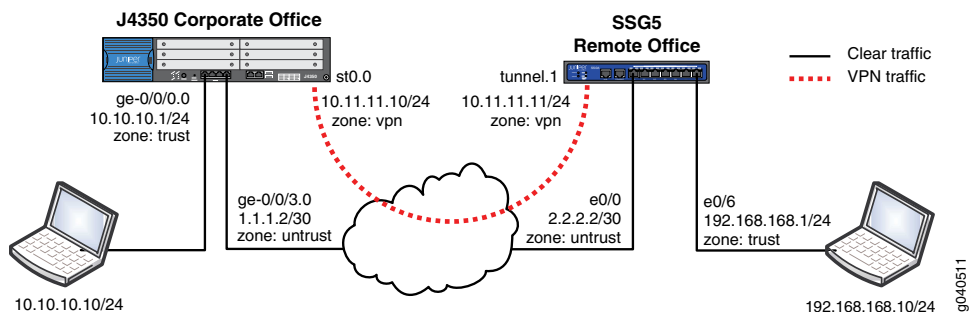 J4350 Corporate Office
SSG5
Remote Office
Clear traffic
VPN traffic
JUNIPER
J4350
st0.0
10.11.11.10/24
zone: vpn
tunnel.1
10.11.11.11/24
zone: vpn
ge-0/0/0.0
10.10.10.1/24
zone: trust
ge-0/0/3.0
1.1.1.2/30
zone: untrust
e0/0
2.2.2.2/30
zone: untrust
e0/6
192.168.168.1/24
zone: trust
10.10.10.10/24
192.168.168.10/24
g040511